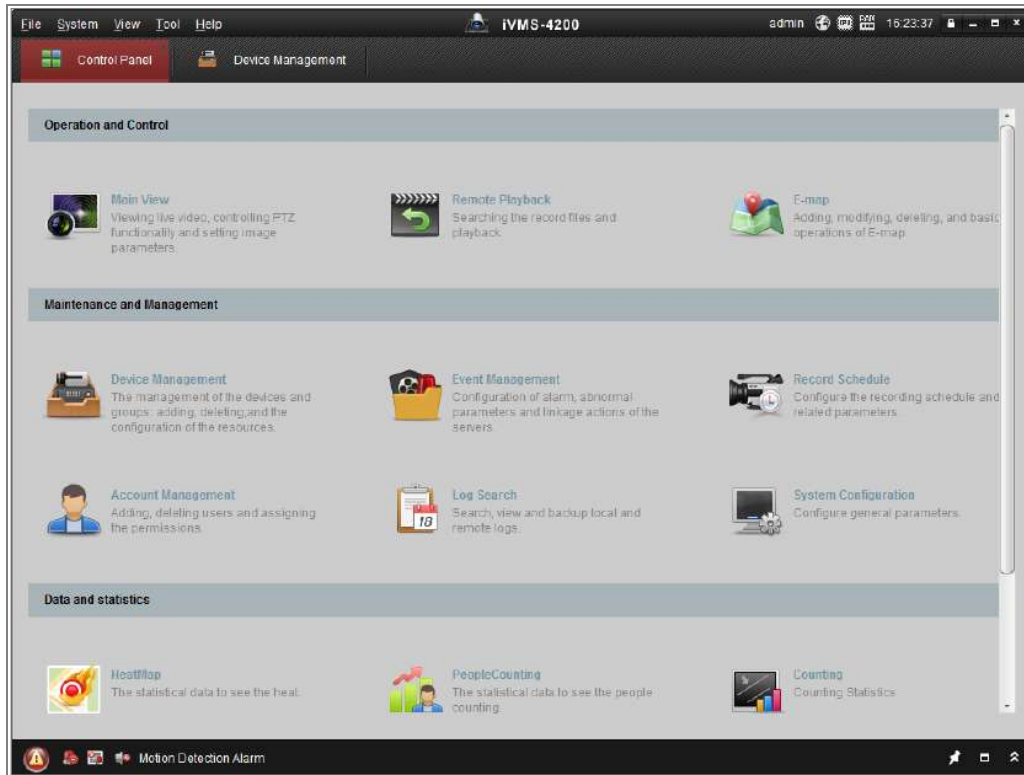 File System View Tool Help iVMS-4200 admin 16:23:37
Control Panel Device Management
Operation and Control
Main View
Viewing live video, controlling PTZ
functionality and setting image
parameters.
Remote Playback
Searching the record files and
playback.
E-map
Adding, modifying, deleting, and basic
operations of E-map.
Maintenance and Management
Device Management
The management of the devices and
groups: adding, deleting,and the
configuration of the resources.
Event Management
Configuration of alarm, abnormal
parameters and linkage actions of the
servers
Record Schedule
Configure the recording schedule and
related parameters.
Account Management
Adding, deleting users and assigning
the permissions.
Log Search
Search, view and backup local and
remote logs.
18
System Configuration
Configure general parameters.
Data and statistics
HeatMap
The statistical data to see the heat.
PeopleCounting
The statistical data to see the people
counting.
Counting
Counting Statistics
Motion Detection Alarm